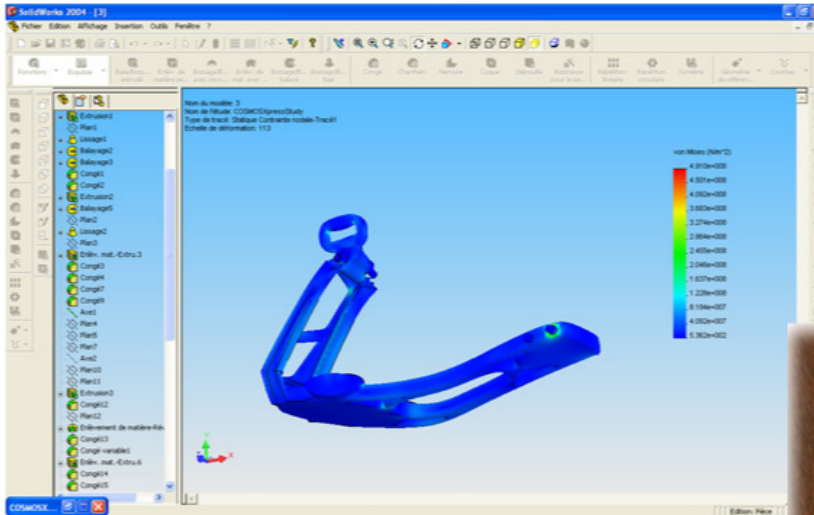 SolidWorks 2004 - [3]
Fichier Edition Affichage Insertion Outils Fenêtre ?
Fonctions Esquisse Congé Chanfrein Nervure Coque Dépouille Répétition linéaire Répétition circulaire Symétrie Courbes
Extrusion1
Plan1
Lissage1
Balayage2
Balayage3
Congé1
Congé2
Extrusion2
Balayage5
Plan2
Lissage2
Plan3
Enlèv. mat.-Extru.3
Congé3
Congé4
Congé7
Congé9
Axe1
Plan4
Plan5
Plan7
Axe2
Plan10
Plan11
Extrusion3
Congé12
Plan12
Enlèvement de matière-Rév
Congé13
Congé variable1
Enlèv. mat.-Extru.6
Congé14
Congé15
Nom du modèle: 3
Nom de l'étude: COSMOSXpressStudy
Type de tracé: Statique Contrainte nodale-Tracé1
Echelle de déformation: 113
von Mises (N/m^2)
4.910e+008
4.501e+008
4.092e+008
3.683e+008
3.274e+008
2.864e+008
2.455e+008
2.046e+008
1.637e+008
1.228e+008
8.184e+007
4.092e+007
5.362e+002
COSMOSX...
Edition: Pièce